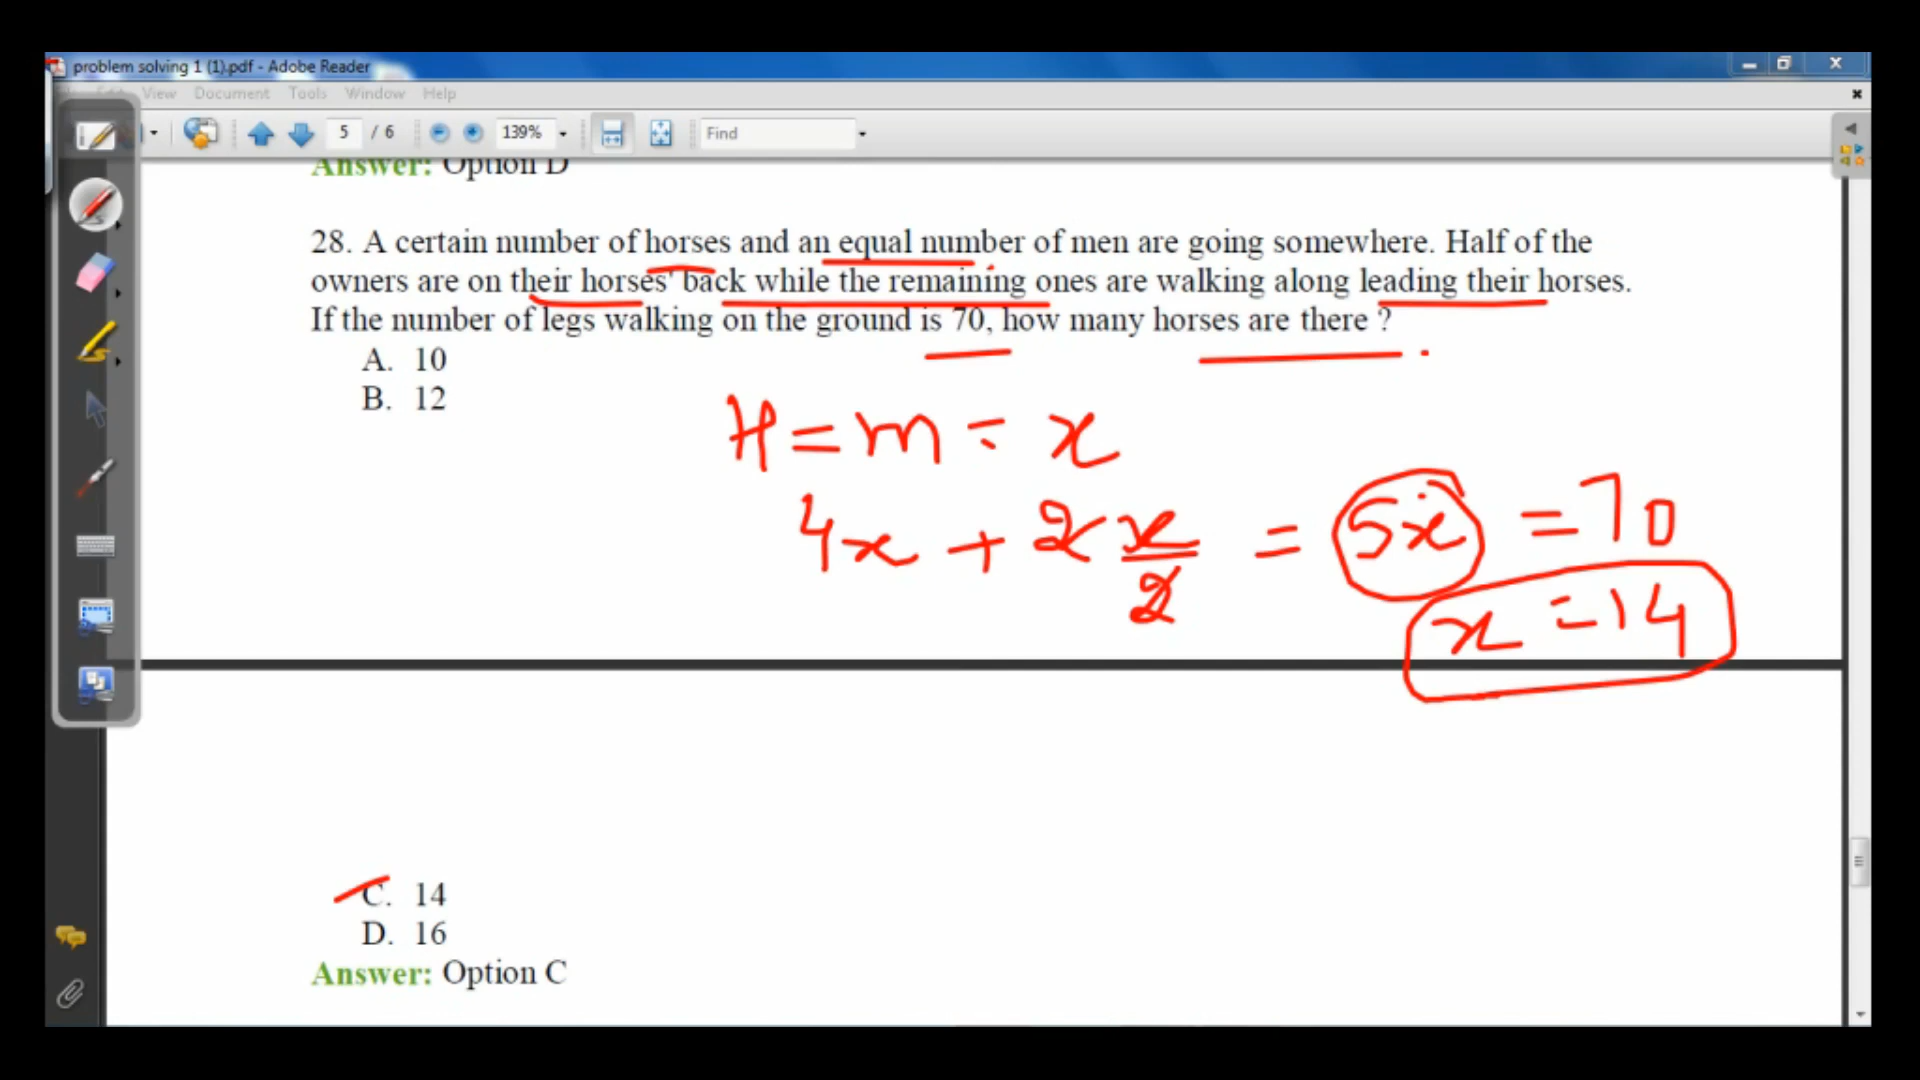 problem solving 1 (1).pdf - Adobe Reader
View Document Tools Window Help
5 / 6 139% Find
Answer: Option D
28. A certain number of horses and an equal number of men are going somewhere. Half of the
owners are on their horses' back while the remaining ones are walking along leading their horses.
If the number of legs walking on the ground is 70, how many horses are there ?
A. 10
B. 12
H = m = x
4x + 2 x/2 = 5x = 70
x = 14
C. 14
D. 16
Answer: Option C